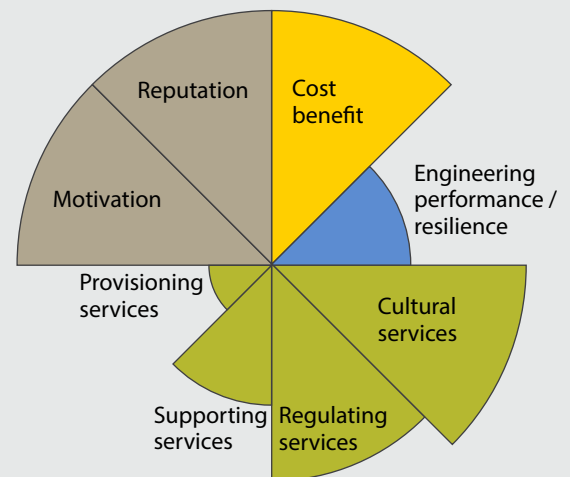 Reputation
Cost
benefit
Motivation
Engineering
performance /
resilience
Provisioning
services
Cultural
services
Supporting
services
Regulating
services